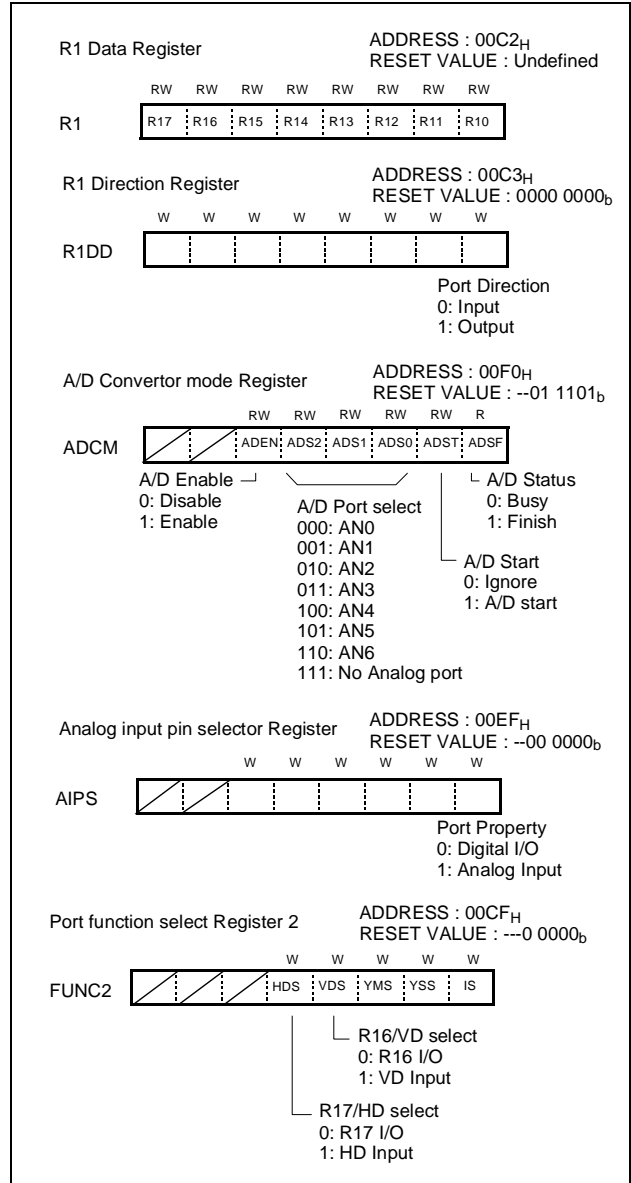 R1 Data Register
ADDRESS : 00C2H
RESET VALUE : Undefined
RW RW RW RW RW RW RW RW
R1 R17 R16 R15 R14 R13 R12 R11 R10
R1 Direction Register
ADDRESS : 00C3H
RESET VALUE : 0000 0000b
W W W W W W W W
R1DD
Port Direction
0: Input
1: Output
A/D Convertor mode Register
ADDRESS : 00F0H
RESET VALUE : --01 1101b
RW RW RW RW RW R
ADCM ADEN ADS2 ADS1 ADS0 ADST ADSF
A/D Enable
0: Disable
1: Enable
A/D Port select
000: AN0
001: AN1
010: AN2
011: AN3
100: AN4
101: AN5
110: AN6
111: No Analog port
A/D Status
0: Busy
1: Finish
A/D Start
0: Ignore
1: A/D start
Analog input pin selector Register
ADDRESS : 00EFH
RESET VALUE : --00 0000b
W W W W W W
AIPS
Port Property
0: Digital I/O
1: Analog Input
Port function select Register 2
ADDRESS : 00CFH
RESET VALUE : ---0 0000b
W W W W W
FUNC2 HDS VDS YMS YSS IS
R16/VD select
0: R16 I/O
1: VD Input
R17/HD select
0: R17 I/O
1: HD Input